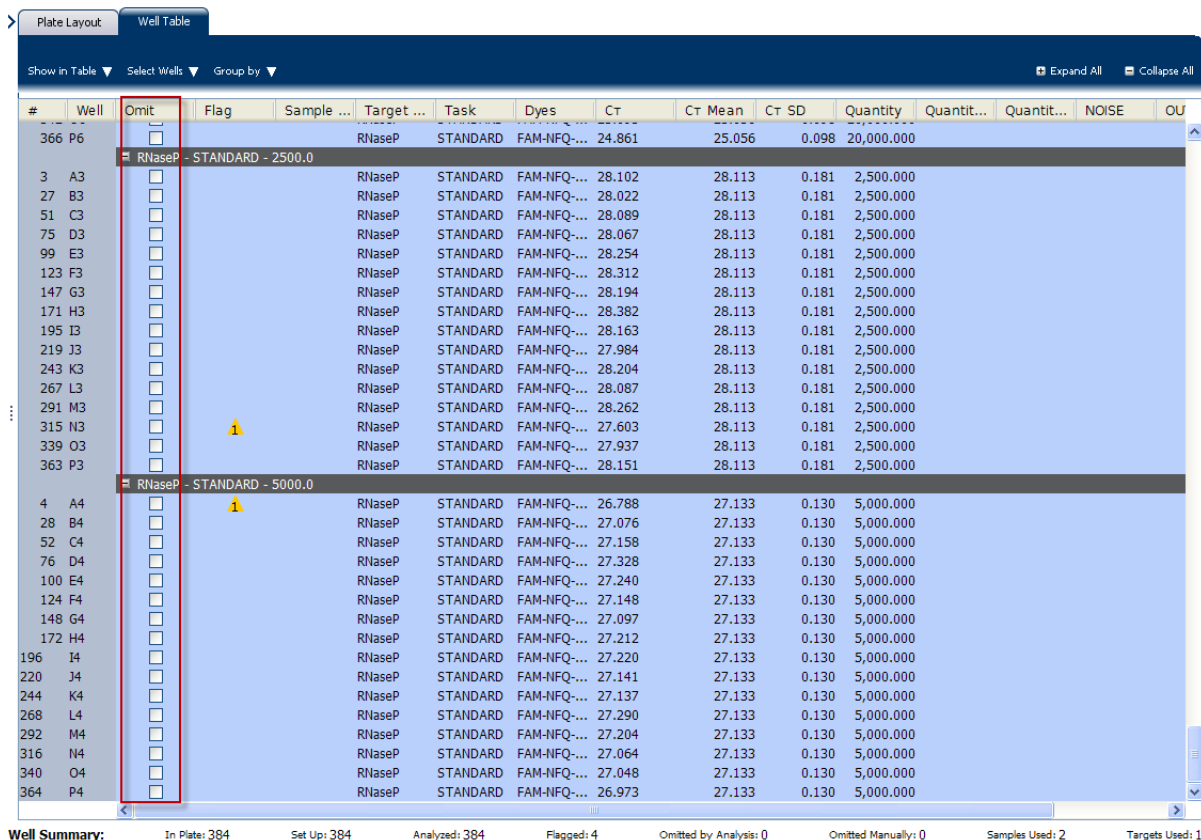 Plate Layout Well Table
Show in Table ▼ Select Wells ▼ Group by ▼ Expand All Collapse All
# Well Omit Flag Sample ... Target ... Task Dyes Cᴛ Cᴛ Mean Cᴛ SD Quantity Quantit... Quantit... NOISE OU
366 P6 RNaseP STANDARD FAM-NFQ-... 24.861 25.056 0.098 20,000.000
RNaseP - STANDARD - 2500.0
3 A3 RNaseP STANDARD FAM-NFQ-... 28.102 28.113 0.181 2,500.000
27 B3 RNaseP STANDARD FAM-NFQ-... 28.022 28.113 0.181 2,500.000
51 C3 RNaseP STANDARD FAM-NFQ-... 28.089 28.113 0.181 2,500.000
75 D3 RNaseP STANDARD FAM-NFQ-... 28.067 28.113 0.181 2,500.000
99 E3 RNaseP STANDARD FAM-NFQ-... 28.254 28.113 0.181 2,500.000
123 F3 RNaseP STANDARD FAM-NFQ-... 28.312 28.113 0.181 2,500.000
147 G3 RNaseP STANDARD FAM-NFQ-... 28.194 28.113 0.181 2,500.000
171 H3 RNaseP STANDARD FAM-NFQ-... 28.382 28.113 0.181 2,500.000
195 I3 RNaseP STANDARD FAM-NFQ-... 28.163 28.113 0.181 2,500.000
219 J3 RNaseP STANDARD FAM-NFQ-... 27.984 28.113 0.181 2,500.000
243 K3 RNaseP STANDARD FAM-NFQ-... 28.204 28.113 0.181 2,500.000
267 L3 RNaseP STANDARD FAM-NFQ-... 28.087 28.113 0.181 2,500.000
291 M3 RNaseP STANDARD FAM-NFQ-... 28.262 28.113 0.181 2,500.000
315 N3 1 RNaseP STANDARD FAM-NFQ-... 27.603 28.113 0.181 2,500.000
339 O3 RNaseP STANDARD FAM-NFQ-... 27.937 28.113 0.181 2,500.000
363 P3 RNaseP STANDARD FAM-NFQ-... 28.151 28.113 0.181 2,500.000
RNaseP - STANDARD - 5000.0
4 A4 1 RNaseP STANDARD FAM-NFQ-... 26.788 27.133 0.130 5,000.000
28 B4 RNaseP STANDARD FAM-NFQ-... 27.076 27.133 0.130 5,000.000
52 C4 RNaseP STANDARD FAM-NFQ-... 27.158 27.133 0.130 5,000.000
76 D4 RNaseP STANDARD FAM-NFQ-... 27.328 27.133 0.130 5,000.000
100 E4 RNaseP STANDARD FAM-NFQ-... 27.240 27.133 0.130 5,000.000
124 F4 RNaseP STANDARD FAM-NFQ-... 27.148 27.133 0.130 5,000.000
148 G4 RNaseP STANDARD FAM-NFQ-... 27.097 27.133 0.130 5,000.000
172 H4 RNaseP STANDARD FAM-NFQ-... 27.212 27.133 0.130 5,000.000
196 I4 RNaseP STANDARD FAM-NFQ-... 27.220 27.133 0.130 5,000.000
220 J4 RNaseP STANDARD FAM-NFQ-... 27.141 27.133 0.130 5,000.000
244 K4 RNaseP STANDARD FAM-NFQ-... 27.137 27.133 0.130 5,000.000
268 L4 RNaseP STANDARD FAM-NFQ-... 27.290 27.133 0.130 5,000.000
292 M4 RNaseP STANDARD FAM-NFQ-... 27.204 27.133 0.130 5,000.000
316 N4 RNaseP STANDARD FAM-NFQ-... 27.064 27.133 0.130 5,000.000
340 O4 RNaseP STANDARD FAM-NFQ-... 27.048 27.133 0.130 5,000.000
364 P4 RNaseP STANDARD FAM-NFQ-... 26.973 27.133 0.130 5,000.000
Well Summary: In Plate: 384 Set Up: 384 Analyzed: 384 Flagged: 4 Omitted by Analysis: 0 Omitted Manually: 0 Samples Used: 2 Targets Used: 1